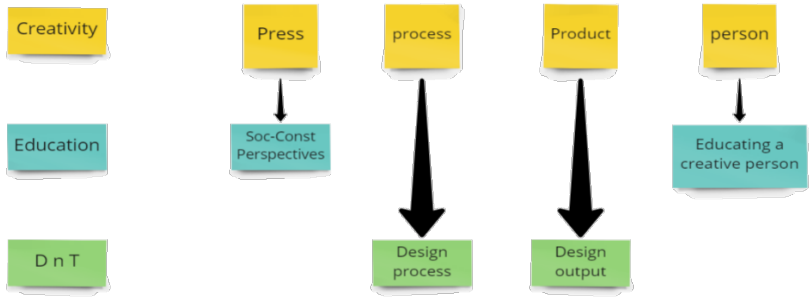 Creativity
Press
process
Product
person
Education
Soc-Const
Perspectives
Educating a
creative person
D n T
Design
process
Design
output